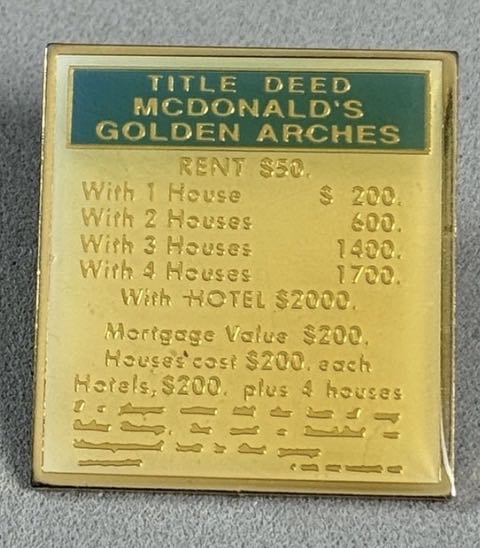 TITLE DEED
MCDONALD'S
GOLDEN ARCHES
RENT $50.
With 1 House $ 200.
With 2 Houses 600.
With 3 Houses 1400.
With 4 Houses 1700.
With HOTEL $2000.
Mortgage Value $200.
Houses cost $200. each
Hotels, $200. plus 4 houses